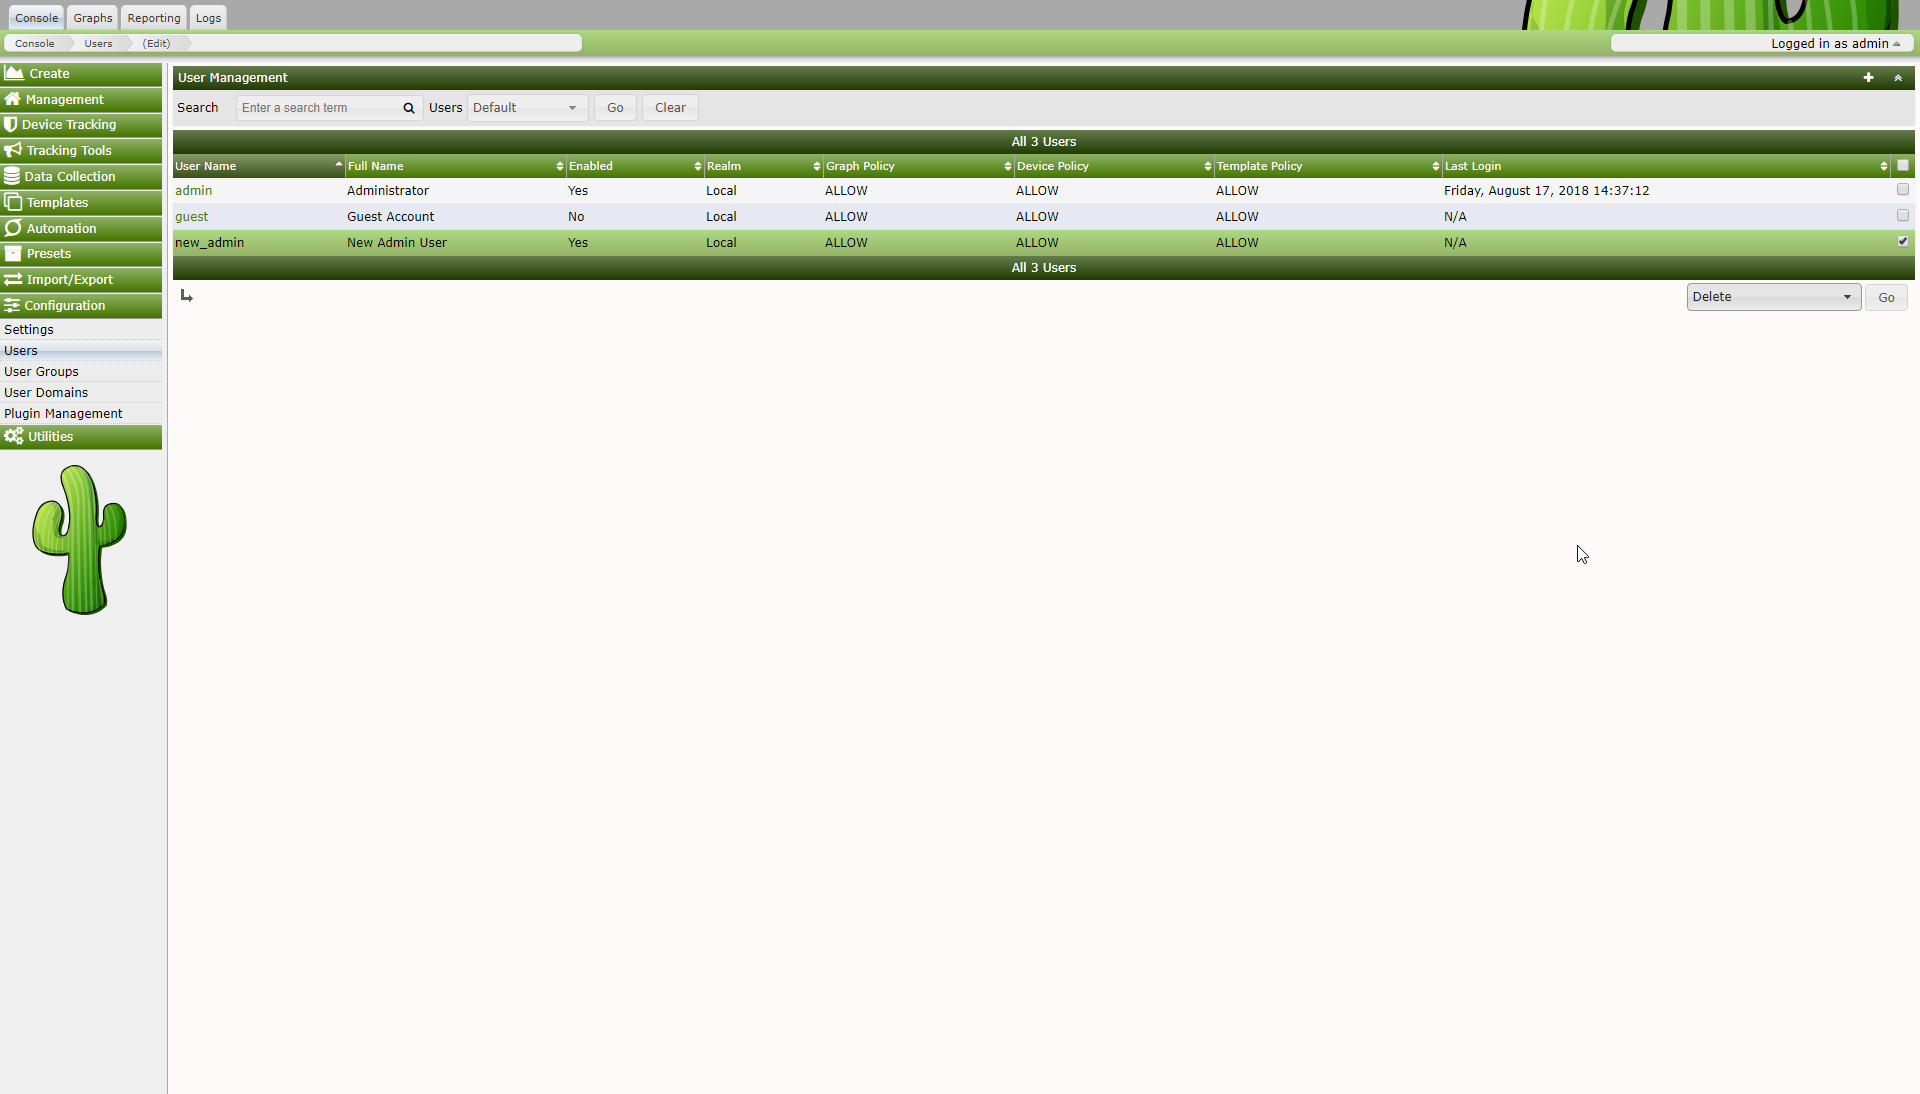 Console Graphs Reporting Logs
Console Users (Edit) Logged in as admin
Create
Management
Device Tracking
Tracking Tools
Data Collection
Templates
Automation
Presets
Import/Export
Configuration
Settings
Users
User Groups
User Domains
Plugin Management
Utilities
User Management
Search Enter a search term Users Default Go Clear
All 3 Users
User Name Full Name Enabled Realm Graph Policy Device Policy Template Policy Last Login
admin Administrator Yes Local ALLOW ALLOW ALLOW Friday, August 17, 2018 14:37:12
guest Guest Account No Local ALLOW ALLOW ALLOW N/A
new_admin New Admin User Yes Local ALLOW ALLOW ALLOW N/A
All 3 Users
Delete Go